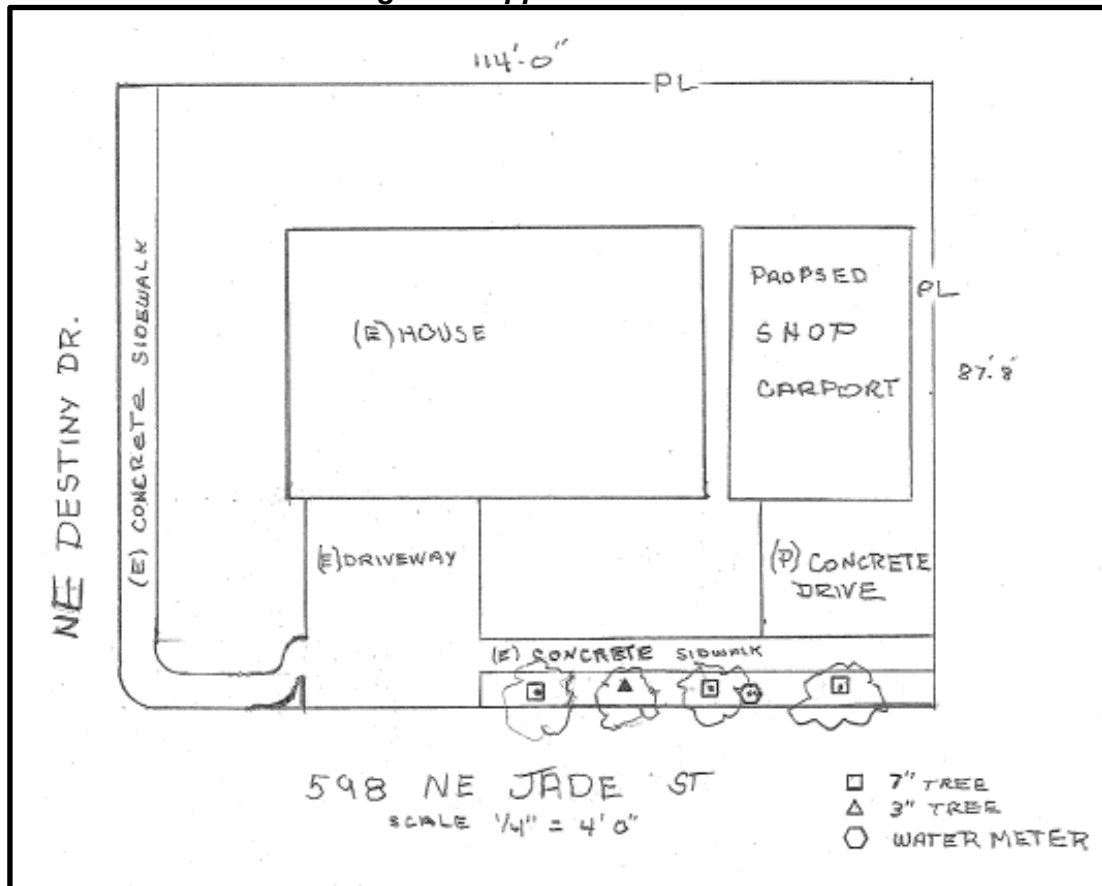 114'-0"
PL
(E) HOUSE
PROPSED
SHOP
CARPORT
PL
87'.8'
NE DESTINY DR.
(E) CONCRETE SIDEWALK
(E) DRIVEWAY
(P) CONCRETE
DRIVE
(E) CONCRETE SIDWALK
598 NE JADE ST
SCALE 1/4" = 4'0"
7" TREE
3" TREE
WATER METER